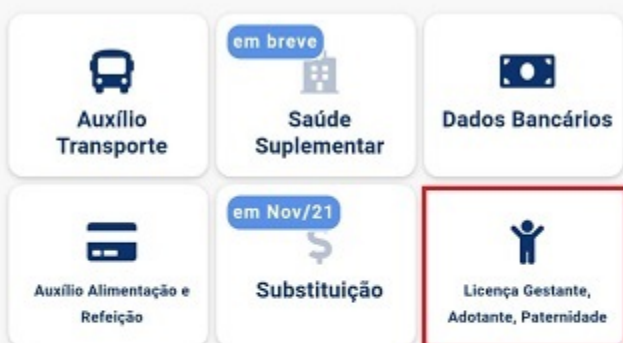 Auxílio
Transporte
em breve
Saúde
Suplementar
Dados Bancários
Auxílio Alimentação e
Refeição
em Nov/21
Substituição
Licença Gestante,
Adotante, Paternidade